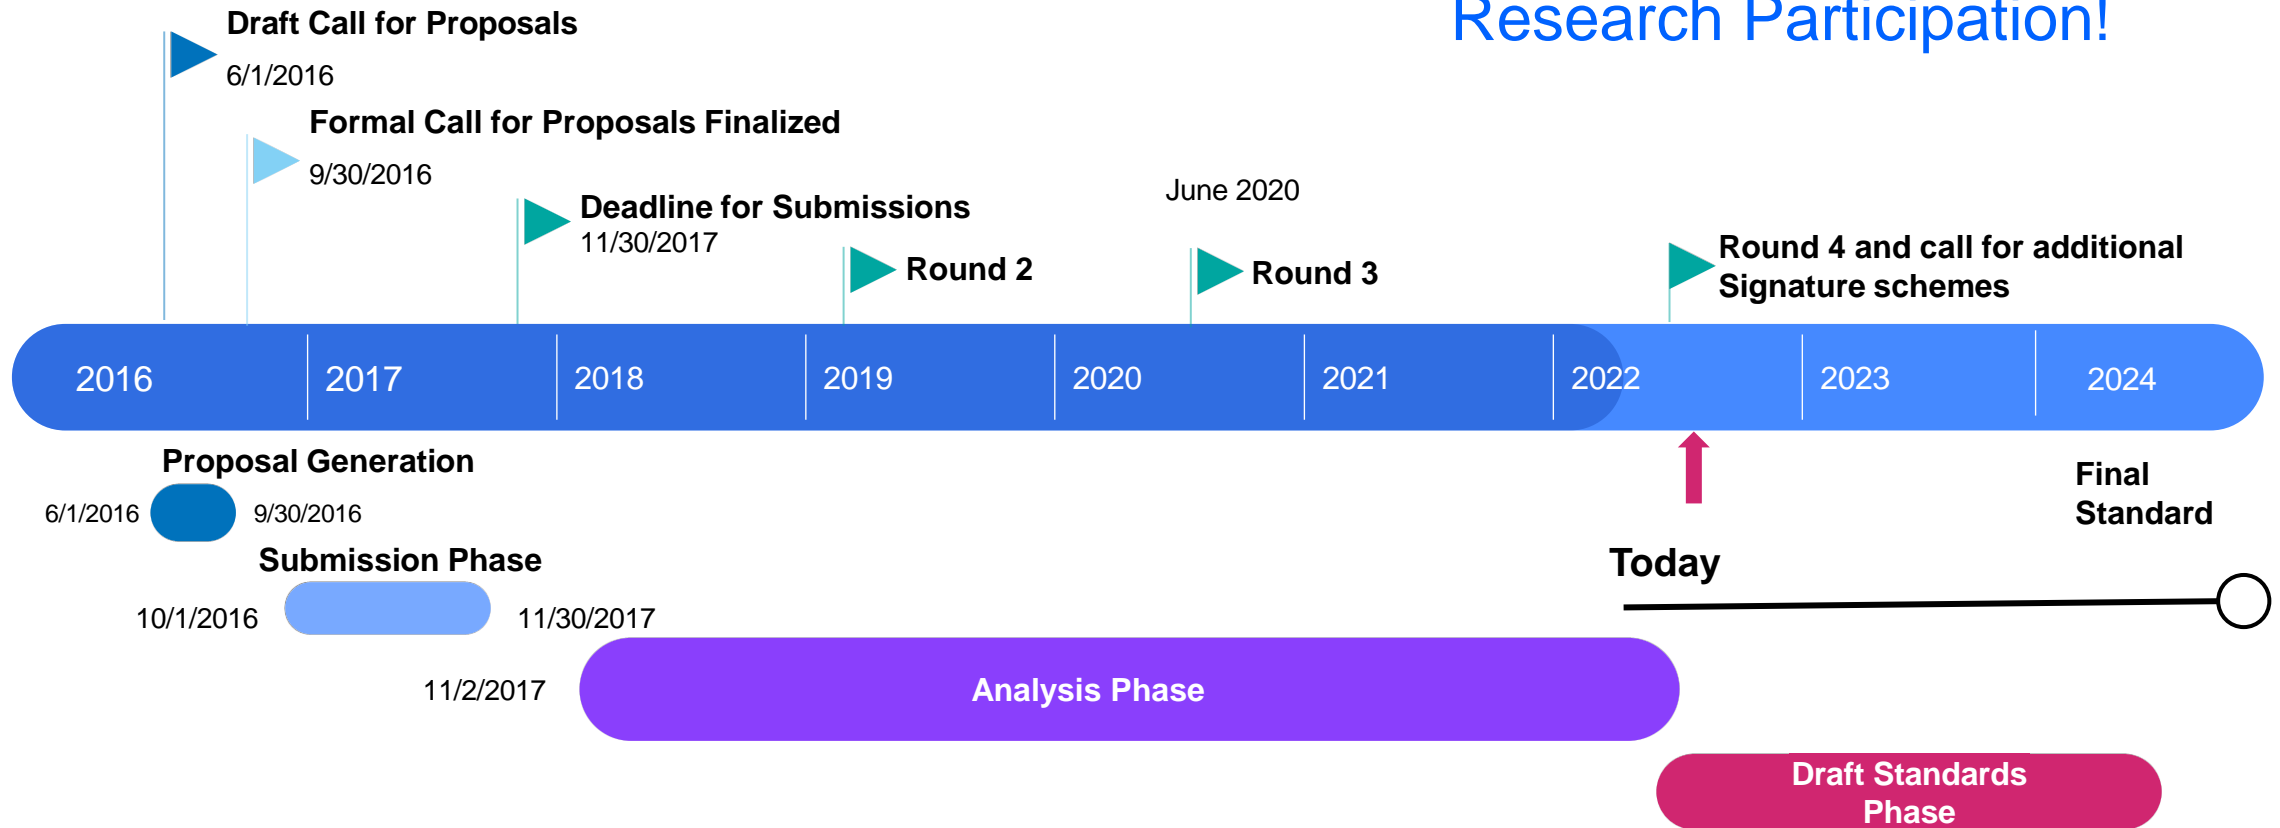 Research Participation!
Draft Call for Proposals
6/1/2016
Formal Call for Proposals Finalized
9/30/2016
Deadline for Submissions
11/30/2017
June 2020
Round 2
Round 3
Round 4 and call for additional
Signature schemes
2016
2017
2018
2019
2020
2021
2022
2023
2024
Proposal Generation
6/1/2016
9/30/2016
Submission Phase
10/1/2016
11/30/2017
Final
Standard
Today
11/2/2017
Analysis Phase
Draft Standards
Phase